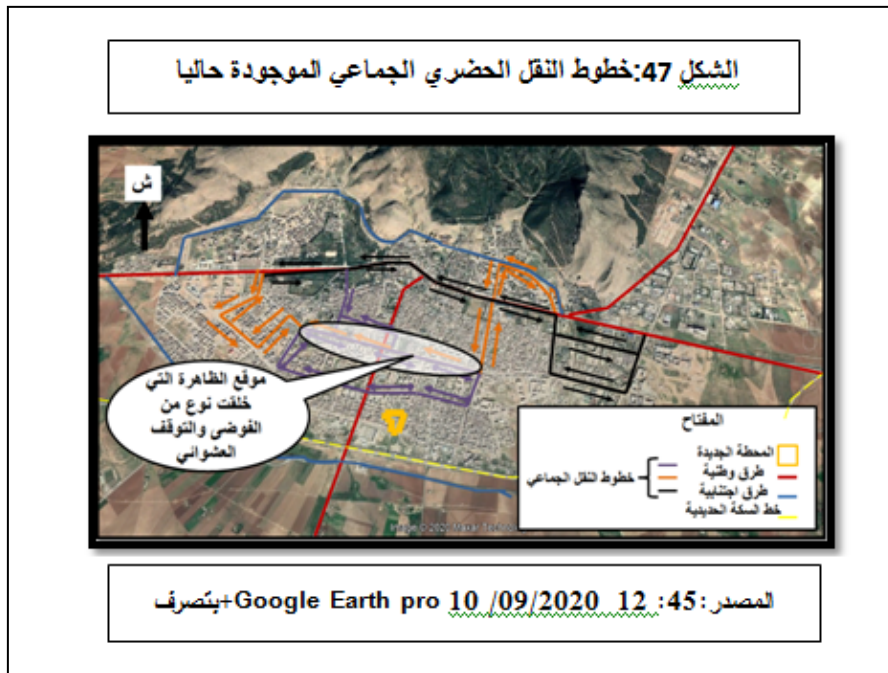 الشكل 47:خطوط النقل الحضري الجماعي الموجودة حاليا
ش
موقع الظاهرة التي
خلقت نوع من
الفوضى والتوقف
العشوائي
المفتاح
المحطة الجديدة
طرق وطنية
طرق اجتنابية
خط السكة الحديدية
خطوط النقل الجماعي
المصدر:Google Earth pro 10 /09/2020 12 :45+بتصرف